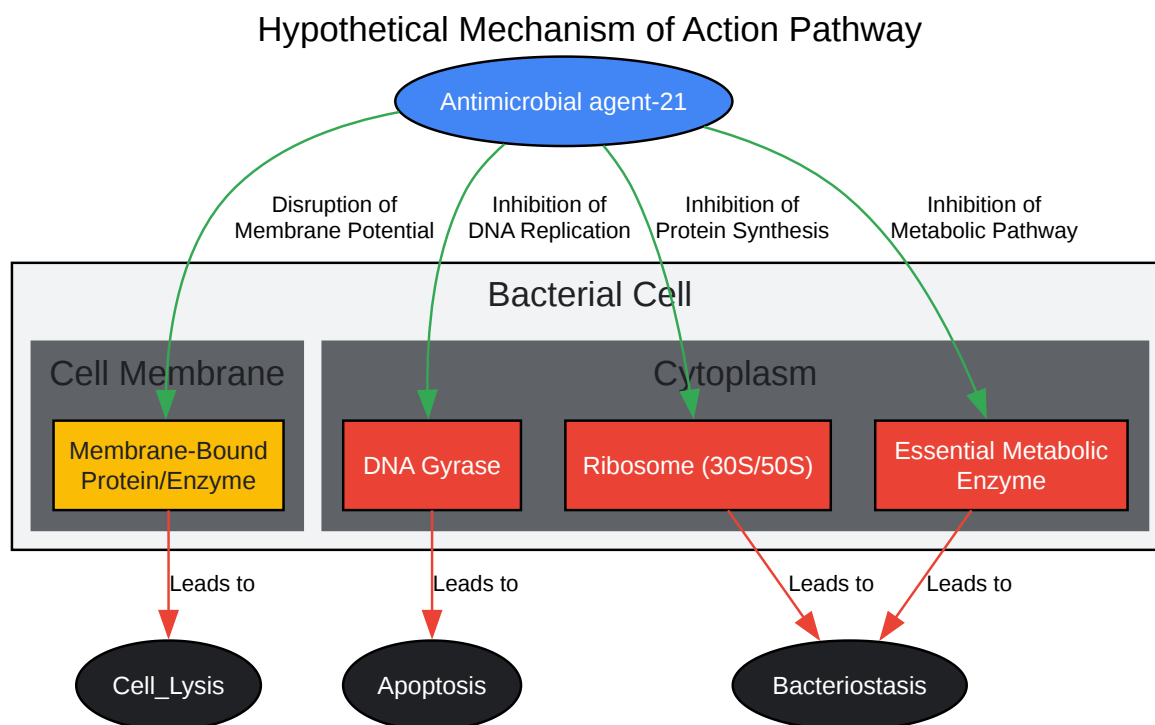 Hypothetical Mechanism of Action Pathway
Antimicrobial agent-21
Disruption of
Membrane Potential
Inhibition of
DNA Replication
Inhibition of
Protein Synthesis
Inhibition of
Metabolic Pathway
Bacterial Cell
Cell Membrane
Cytoplasm
Membrane-Bound
Protein/Enzyme
DNA Gyrase
Ribosome (30S/50S)
Essential Metabolic
Enzyme
Leads to
Leads to
Leads to
Leads to
Cell_Lysis
Apoptosis
Bacteriostasis